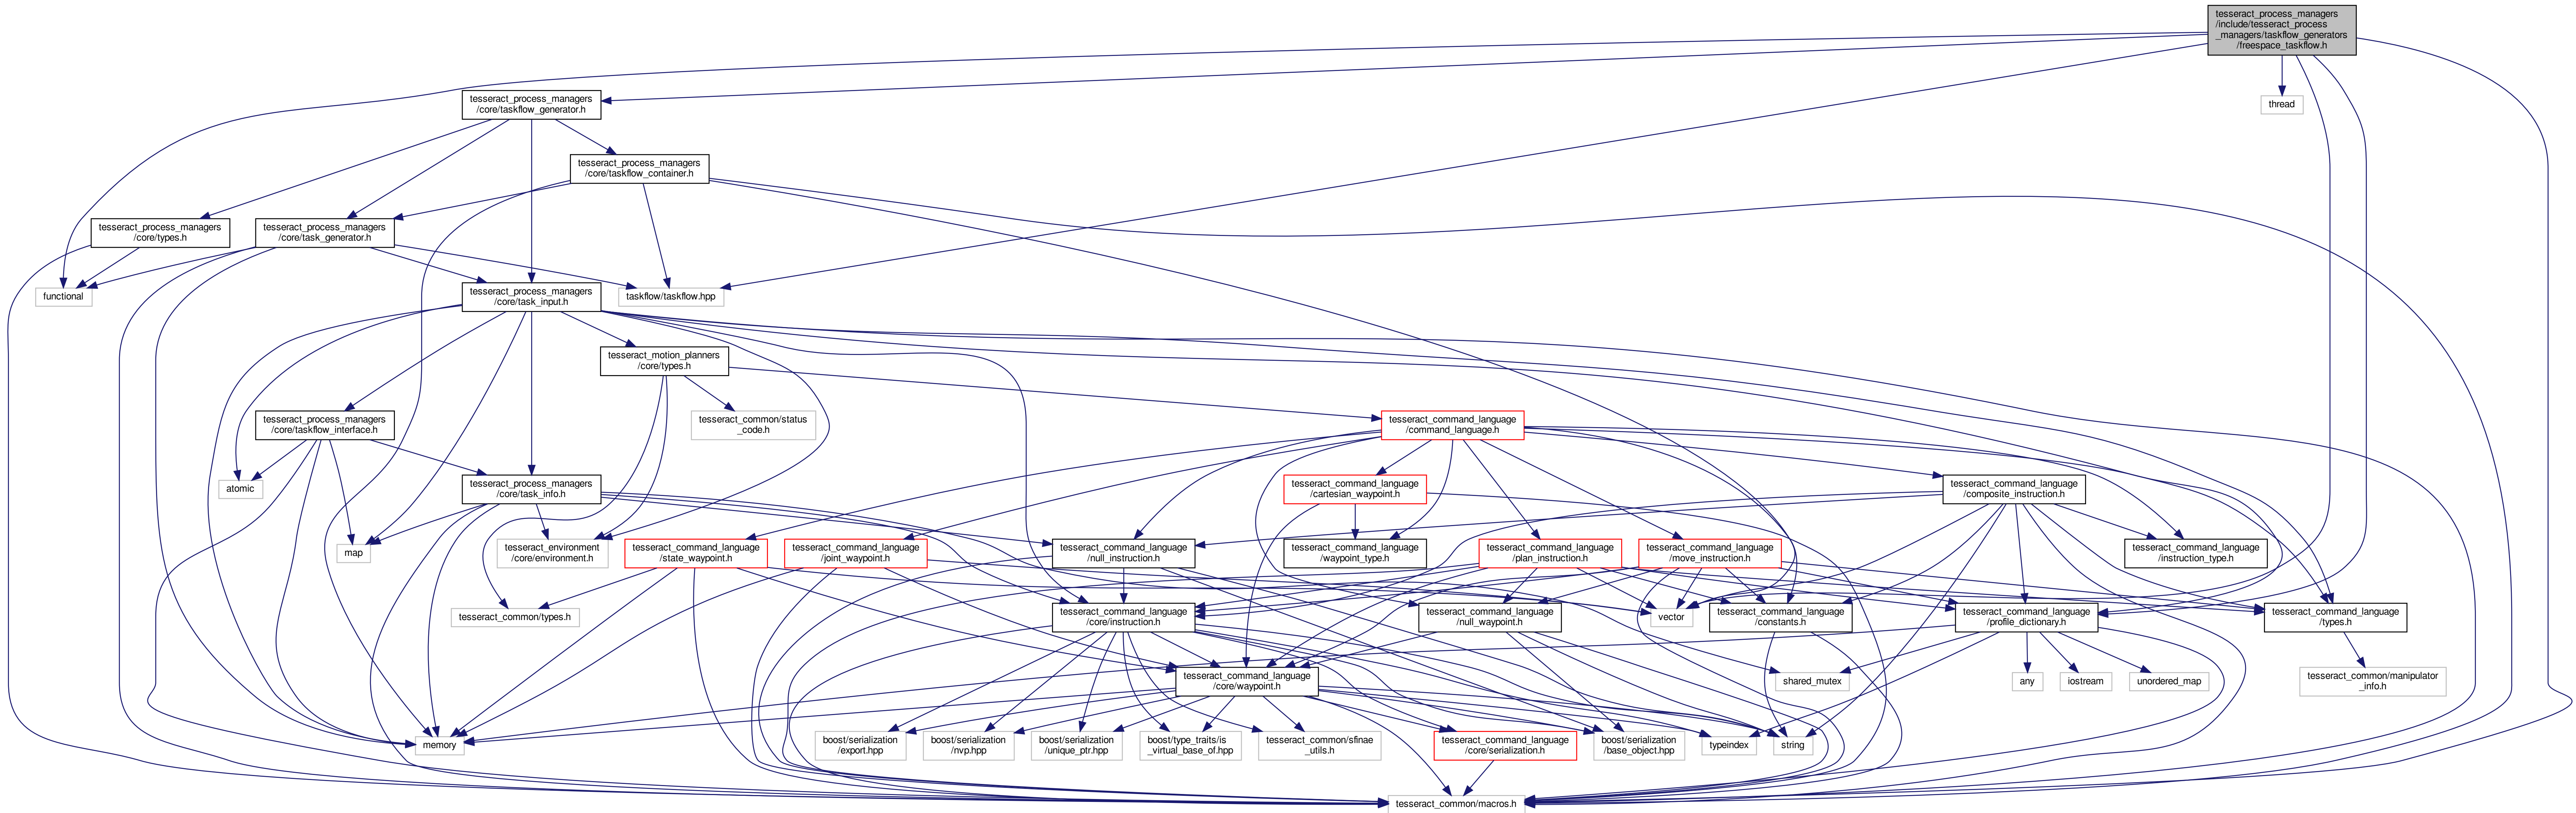 tesseract_process_managers
/include/tesseract_process
_managers/taskflow_generators
/freespace_taskflow.h
tesseract_process_managers
/core/taskflow_generator.h
thread
tesseract_process_managers
/core/taskflow_container.h
tesseract_process_managers
/core/types.h
tesseract_process_managers
/core/task_generator.h
functional
tesseract_process_managers
/core/task_input.h
taskflow/taskflow.hpp
tesseract_motion_planners
/core/types.h
tesseract_process_managers
/core/taskflow_interface.h
tesseract_common/status
_code.h
tesseract_command_language
/command_language.h
atomic
tesseract_process_managers
/core/task_info.h
tesseract_command_language
/cartesian_waypoint.h
tesseract_command_language
/composite_instruction.h
map
tesseract_environment
/core/environment.h
tesseract_command_language
/state_waypoint.h
tesseract_command_language
/joint_waypoint.h
tesseract_command_language
/null_instruction.h
tesseract_command_language
/waypoint_type.h
tesseract_command_language
/plan_instruction.h
tesseract_command_language
/move_instruction.h
tesseract_command_language
/instruction_type.h
tesseract_common/types.h
tesseract_command_language
/core/instruction.h
tesseract_command_language
/null_waypoint.h
vector
tesseract_command_language
/constants.h
tesseract_command_language
/profile_dictionary.h
tesseract_command_language
/types.h
tesseract_command_language
/core/waypoint.h
shared_mutex
any
iostream
unordered_map
tesseract_common/manipulator
_info.h
memory
boost/serialization
/export.hpp
boost/serialization
/nvp.hpp
boost/serialization
/unique_ptr.hpp
boost/type_traits/is
_virtual_base_of.hpp
tesseract_common/sfinae
_utils.h
tesseract_command_language
/core/serialization.h
boost/serialization
/base_object.hpp
typeindex
string
tesseract_common/macros.h